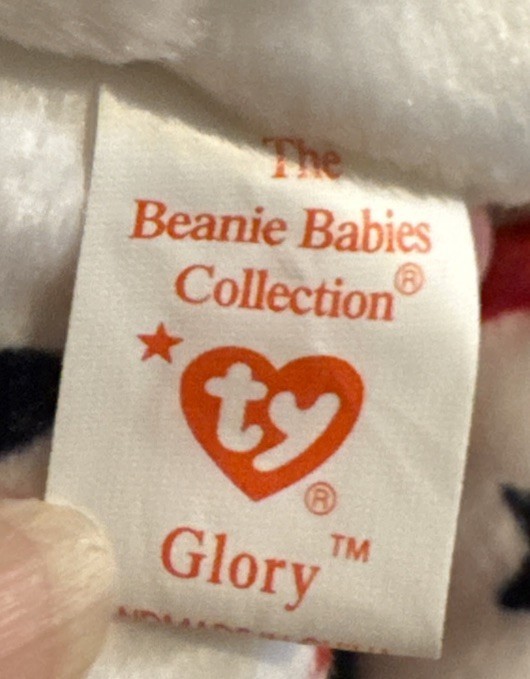 The
Beanie Babies
Collection®
ty®
Glory™